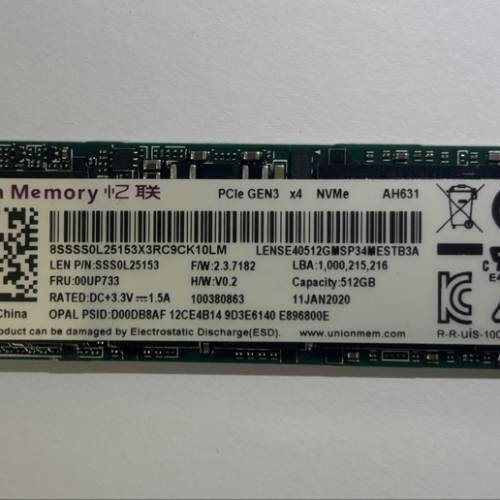 Memory 忆联 PCIe GEN3 x4 NVMe AH631
8SSSS0L25153X3RC9CK10LM LENSE40512GMSP34MESTB3A
LEN P/N:SSS0L25153 F/W:2.3.7182 LBA:1,000,215,216
FRU:00UP733 H/W:V0.2 Capacity:512GB
RATED:DC+3.3V⎓1.5A 100380863 11JAN2020
China OPAL PSID:D00DB8AF 12CE4B14 9D3E6140 E896800E
can be damaged by Electrostatic Discharge(ESD). www.unionmem.com R-R-UIS-100